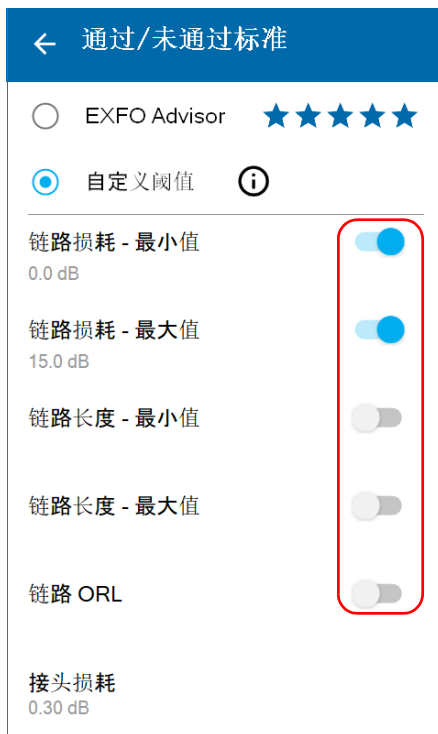 通过/未通过标准
EXFO Advisor
自定义阈值
链路损耗 - 最小值
0.0 dB
链路损耗 - 最大值
15.0 dB
链路长度 - 最小值
链路长度 - 最大值
链路 ORL
接头损耗
0.30 dB